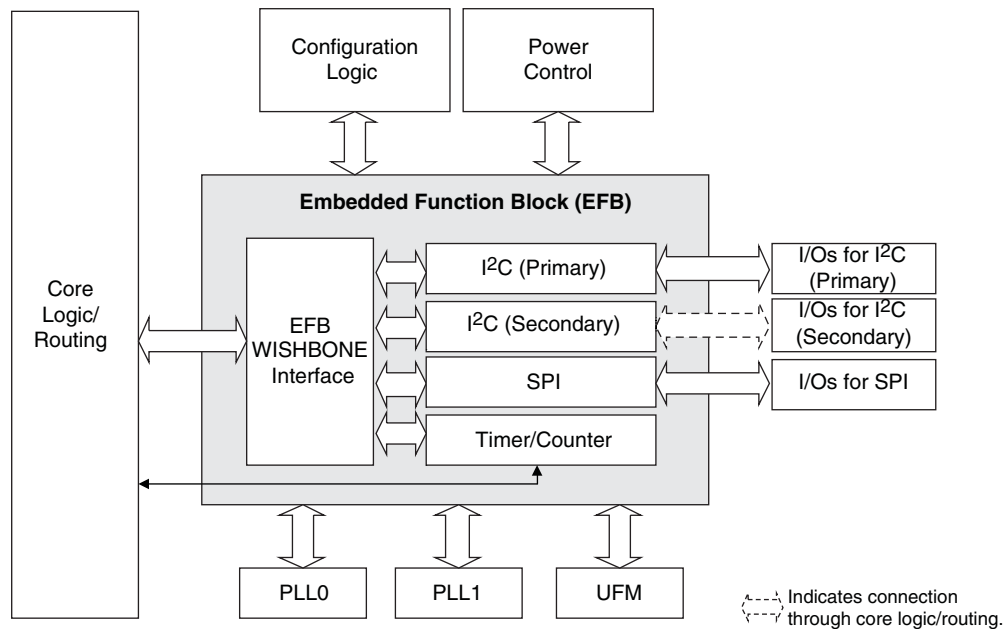 Configuration
Logic
Power
Control
Embedded Function Block (EFB)
Core
Logic/
Routing
EFB
WISHBONE
Interface
I²C (Primary)
I²C (Secondary)
SPI
Timer/Counter
I/Os for I²C
(Primary)
I/Os for I²C
(Secondary)
I/Os for SPI
PLL0
PLL1
UFM
Indicates connection
through core logic/routing.